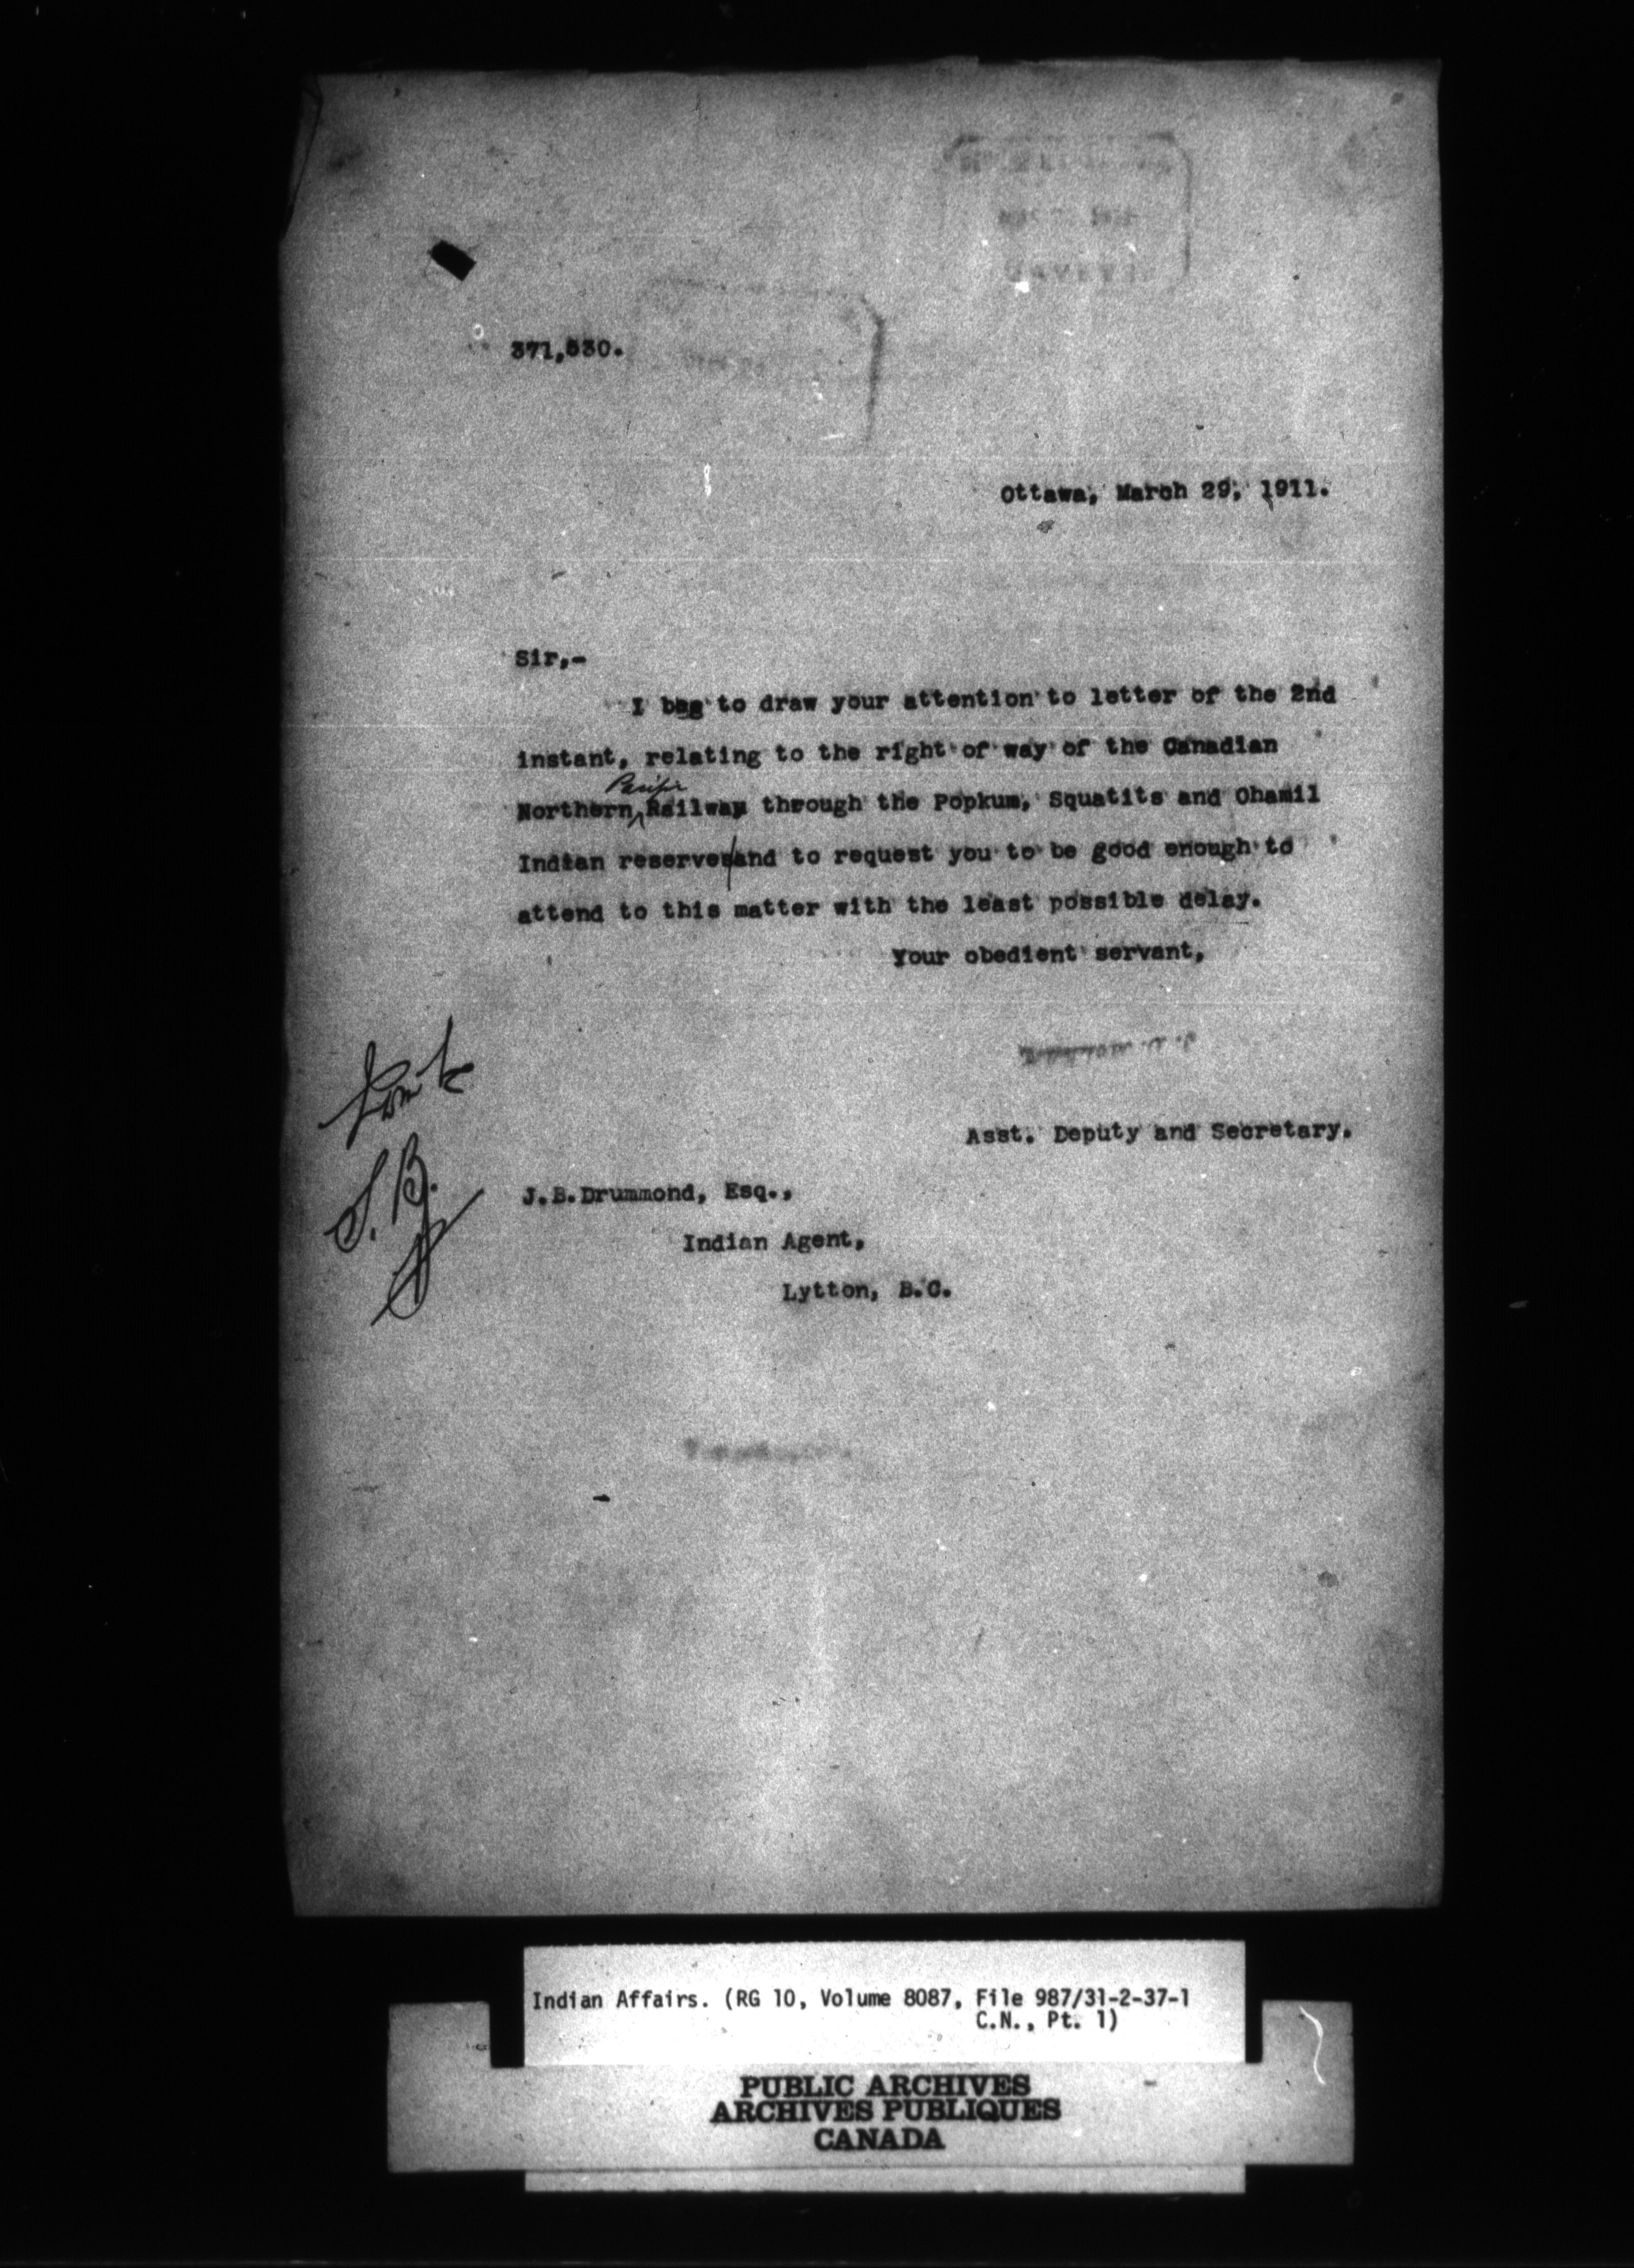 371,530.
Ottawa, March 29, 1911.
Sir,-
I beg to draw your attention to letter of the 2nd
instant, relating to the right of way of the Canadian
Pacific
Northern Railway through the Popkum, Squatits and Ohamil
Indian reserves and to request you to be good enough to
attend to this matter with the least possible delay.
Your obedient servant,
Asst. Deputy and Secretary.
S.B.
J.B.Drummond, Esq.,
Indian Agent,
Lytton, B.C.
Indian Affairs. (RG 10, Volume 8087, File 987/31-2-37-1
C.N., Pt. 1)
PUBLIC ARCHIVES
ARCHIVES PUBLIQUES
CANADA